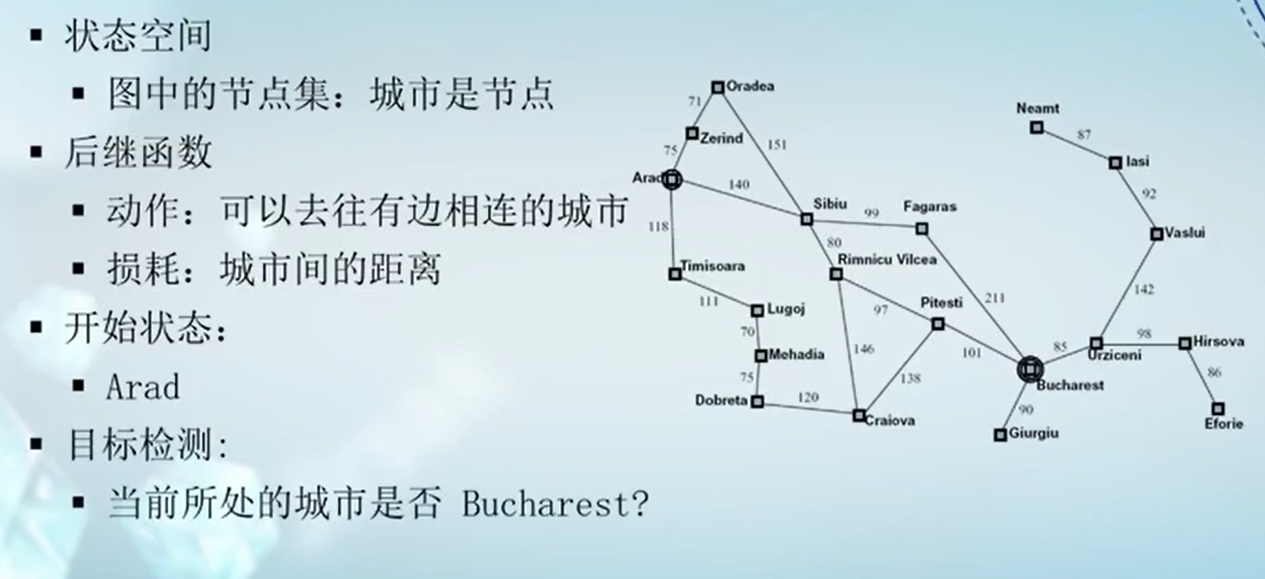 ▪ 状态空间
▪ 图中的节点集：城市是节点
▪ 后继函数
▪ 动作：可以去往有边相连的城市
▪ 损耗：城市间的距离
▪ 开始状态：
▪ Arad
▪ 目标检测:
▪ 当前所处的城市是否 Bucharest?
Oradea
71
Neamt
87
Zerind
151
Iasi
75
Arad
140
92
Sibiu
99
Fagaras
118
80
Vaslui
Timisoara
Rimnicu Vilcea
142
111
Lugoj
97
Pitesti
211
70
146
98
Hirsova
Mehadia
101
85
Urziceni
75
138
86
Dobreta
120
Bucharest
Craiova
90
Giurgiu
Eforie